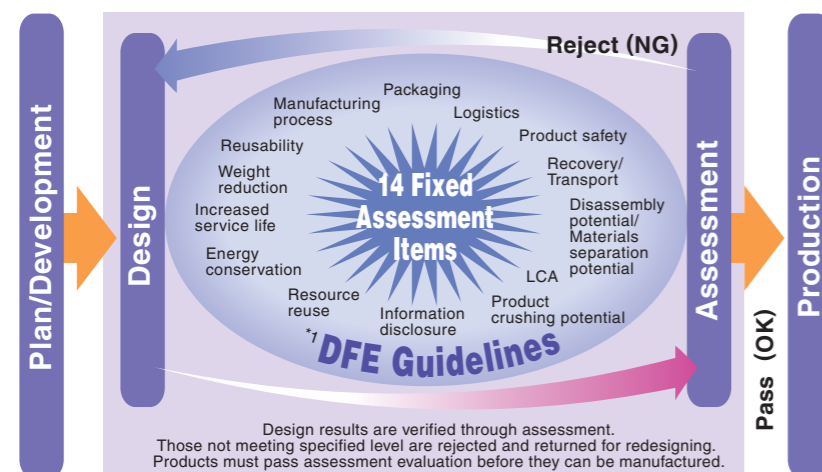 Plan/Development
Design
Reject (NG)
Assessment
Pass (OK)
Production
Packaging
Manufacturing
process
Logistics
Reusability
Product safety
Weight
reduction
Recovery/
Transport
Increased
service life
Disassembly
potential/
Materials
separation
potential
Energy
conservation
LCA
Resource
reuse
Product
crushing potential
Information
disclosure
14 Fixed
Assessment
Items
*1 DFE Guidelines
Design results are verified through assessment.
Those not meeting specified level are rejected and returned for redesigning.
Products must pass assessment evaluation before they can be manufactured.